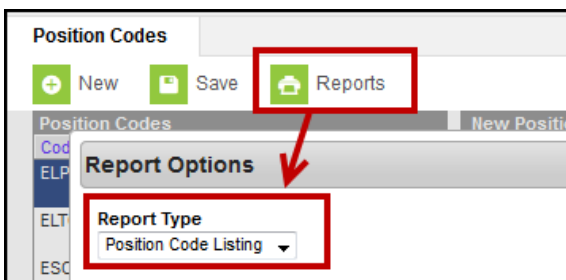 Position Codes
New Save Reports
Position Codes New Positi
Cod
ELP
Report Options
ELT
Report Type
Position Code Listing
ESC